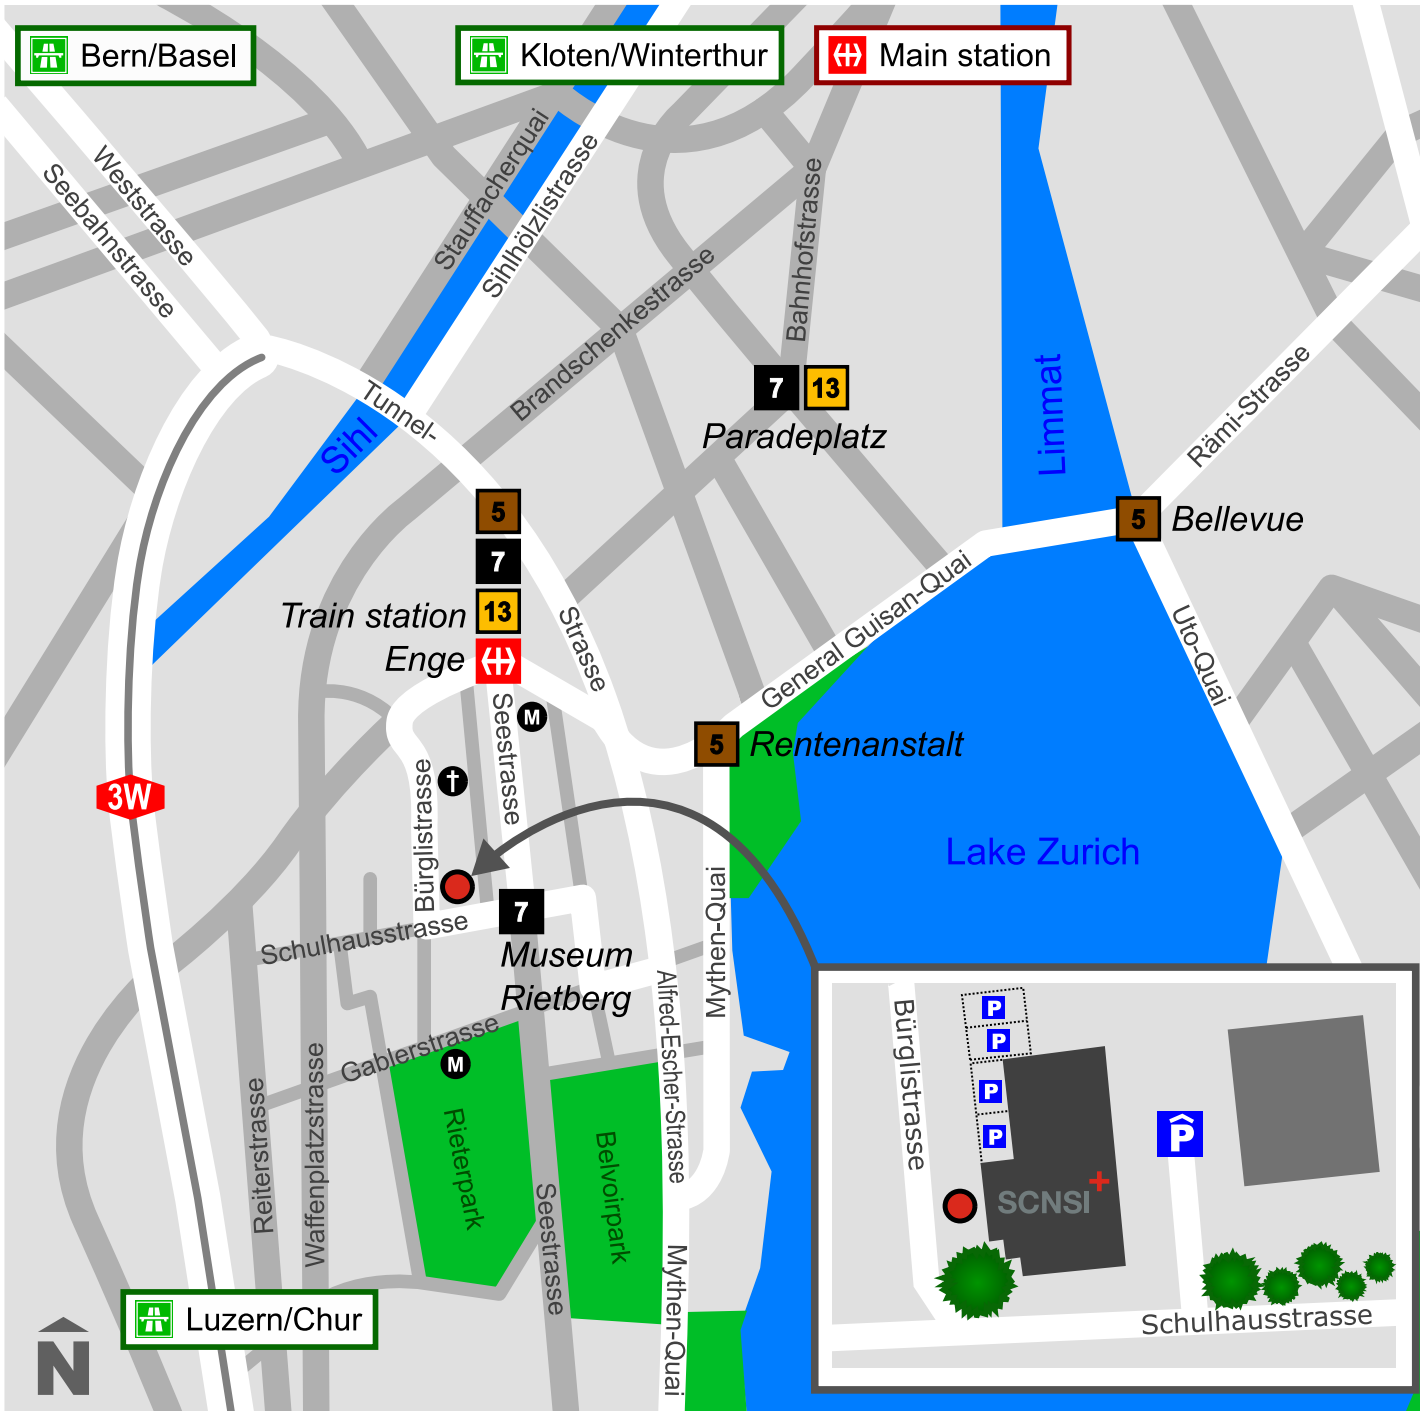 Bern/Basel
Kloten/Winterthur
Main station
Weststrasse
Seebahnstrasse
Stauffacherquai
Sihlhölzlistrasse
Brandschenkestrasse
Bahnhofstrasse
7 13
Paradeplatz
Limmat
Rämi-Strasse
Tunnel-
Sihl
5
7
13
Train station
Enge
Strasse
5 Bellevue
General Guisan-Quai
Uto-Quai
M
Seestrasse
5 Rentenanstalt
3W
Bürglistrasse
Lake Zurich
7
Museum
Rietberg
Schulhausstrasse
Mythen-Quai
Alfred-Escher-Strasse
Gablerstrasse
M
Rieterpark
Belvoirpark
Reiterstrasse
Waffenplatzstrasse
Seestrasse
Mythen-Quai
Luzern/Chur
N
Bürglistrasse
P
P
P
P
P
SCNSI
Schulhausstrasse